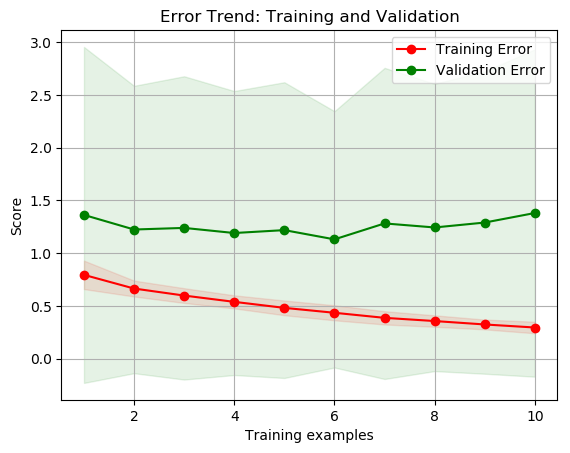 Error Trend: Training and Validation
Training Error
Validation Error
3.0
2.5
2.0
1.5
1.0
0.5
0.0
Score
2
4
6
8
10
Training examples